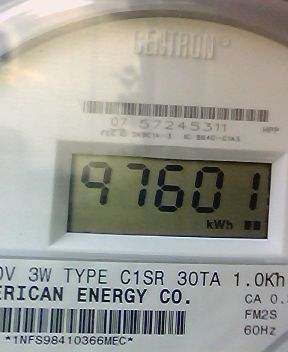 CENTRON
07 57245311 HPP
97601
kWh
0V 3W TYPE C1SR 30TA 1.0Kh
ERICAN ENERGY CO.
CA 0.
FM2S
60Hz
*1NFS98410366MEC*